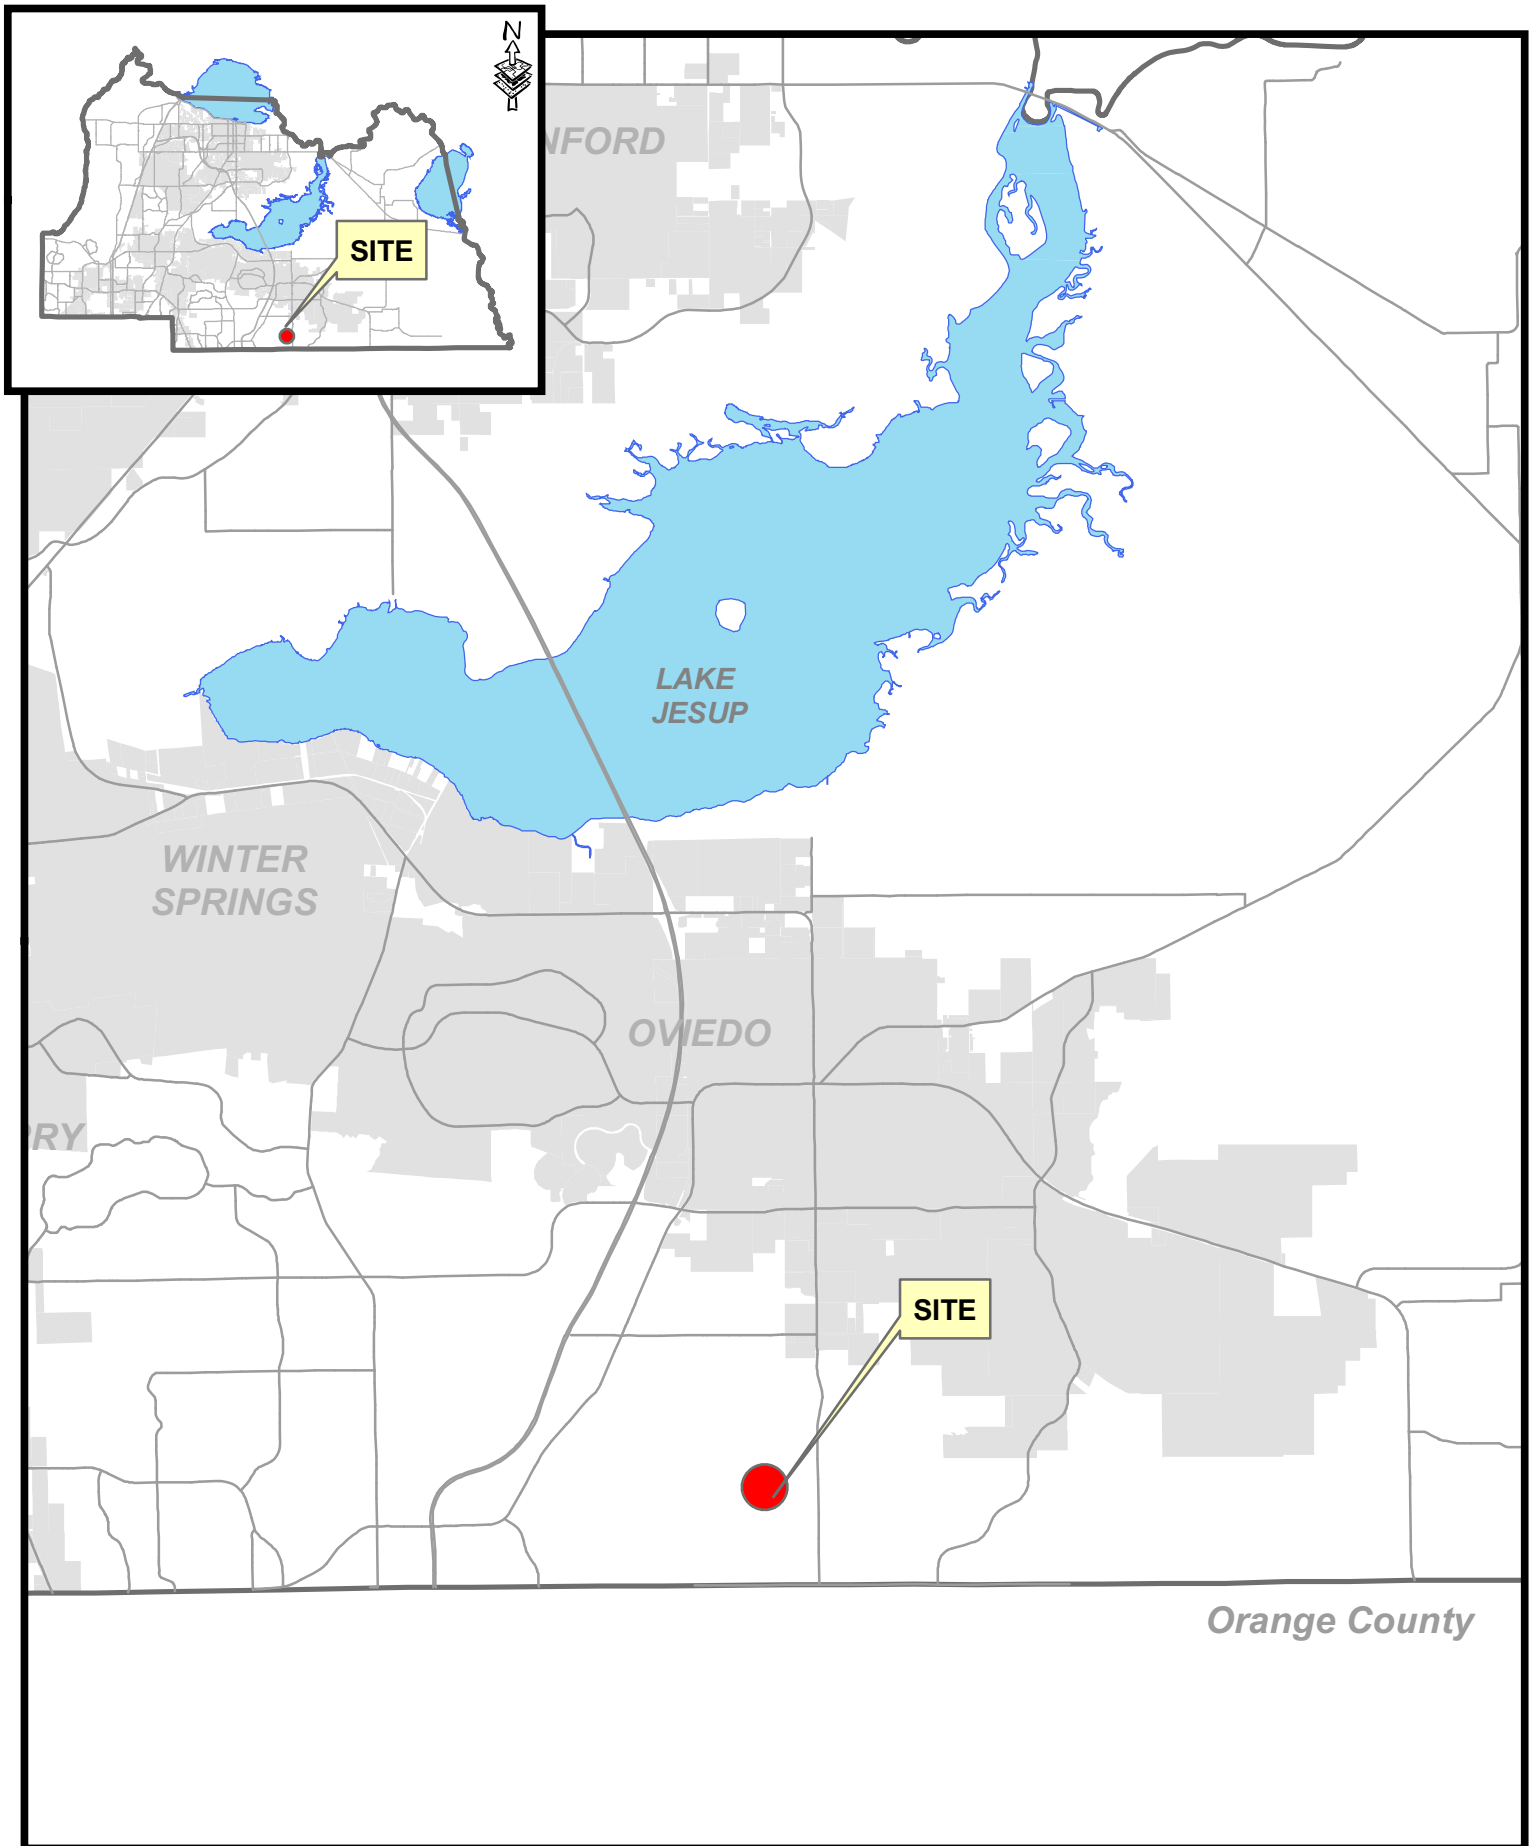 N
SITE
NFORD
LAKE
JESUP
WINTER
SPRINGS
OVIEDO
RY
SITE
Orange County